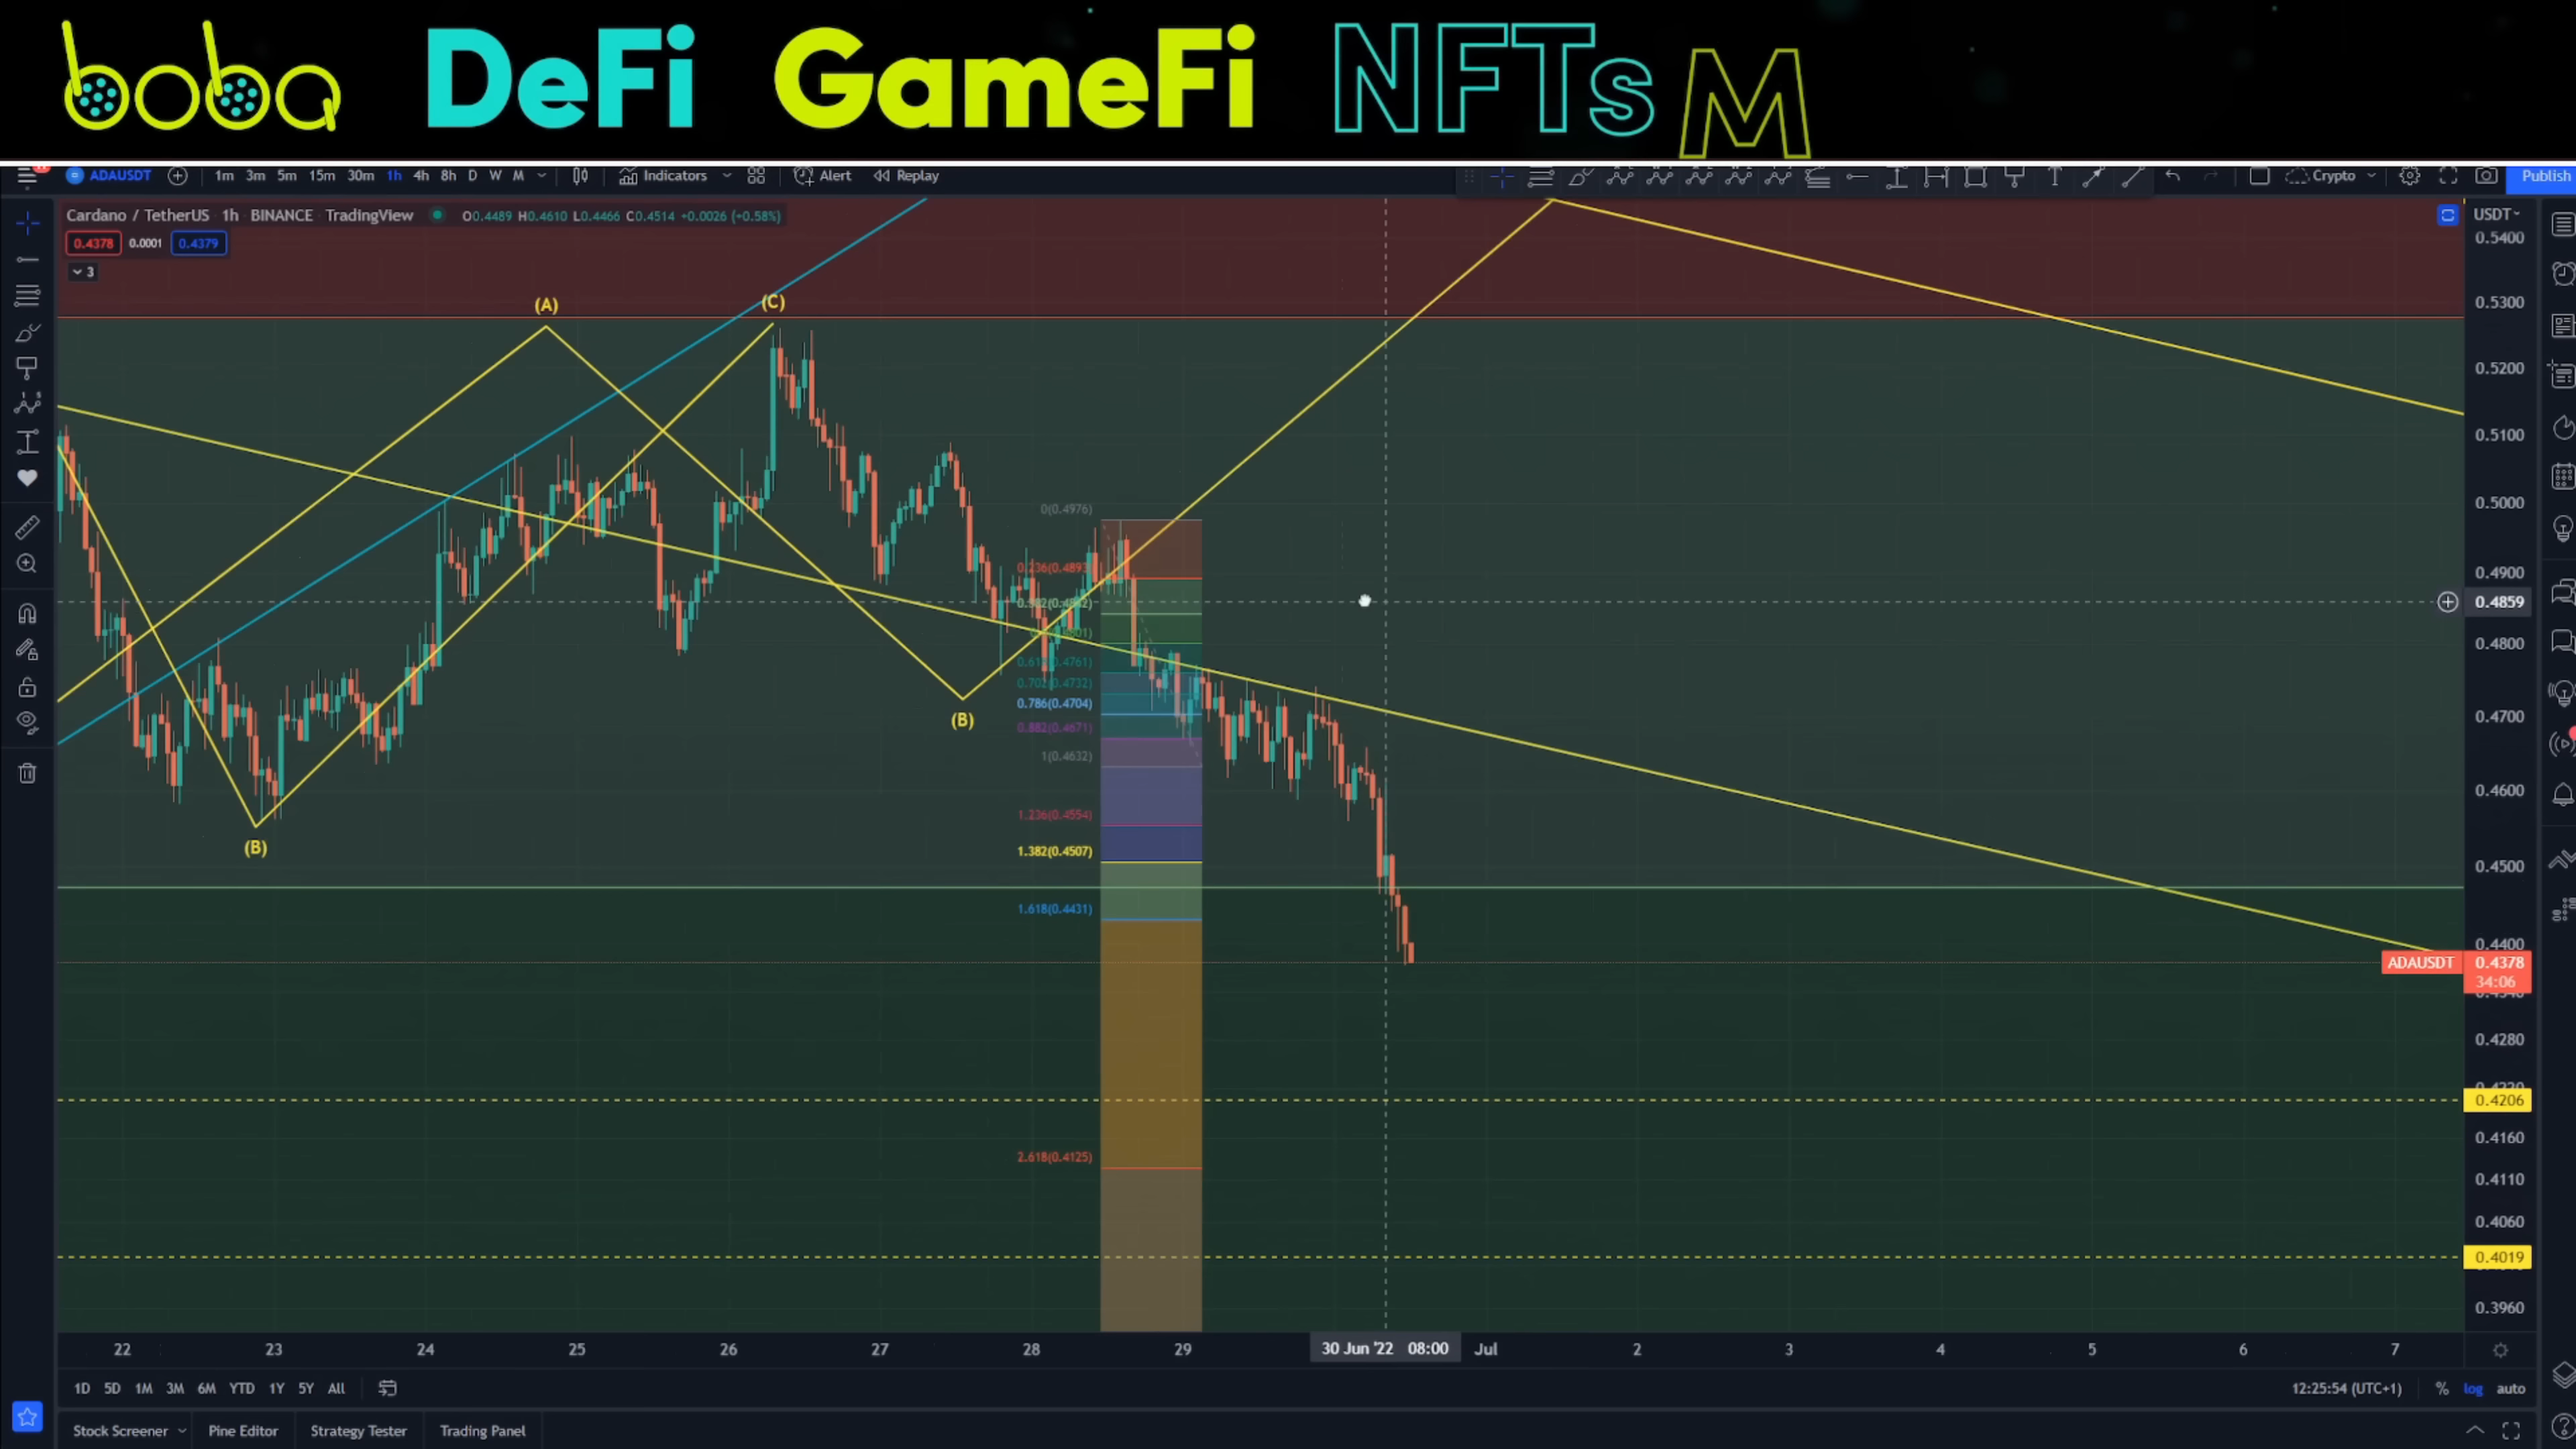 boba DeFi GameFi NFTs M
ADAUSDT 1m 3m 5m 15m 30m 1h 4h 8h D W M Indicators Alert Replay Crypto Publish
Cardano / TetherUS 1h BINANCE TradingView O0.4489 H0.4610 L0.4466 C0.4514 +0.0026 (+0.58%)
USDT
0.4378 0.0001 0.4379
3
0.5400
0.5300
(A)
(C)
0.5200
0.5100
0.5000
0(0.4976)
0.4900
0.236(0.4893)
0.4859
0.4800
0.618(0.4761)
0.702(0.4732)
0.786(0.4704)
(B)
0.4700
0.882(0.4671)
1(0.4632)
0.4600
1.236(0.4554)
(B)
1.382(0.4507)
0.4500
1.618(0.4431)
0.4400
ADAUSDT 0.4378
34:06
0.4280
0.4206
0.4160
2.618(0.4125)
0.4110
0.4060
0.4019
0.3960
22 23 24 25 26 27 28 29 30 Jun '22 08:00 Jul 2 3 4 5 6 7
1D 5D 1M 3M 6M YTD 1Y 5Y All 12:25:54 (UTC+1) % log auto
Stock Screener Pine Editor Strategy Tester Trading Panel